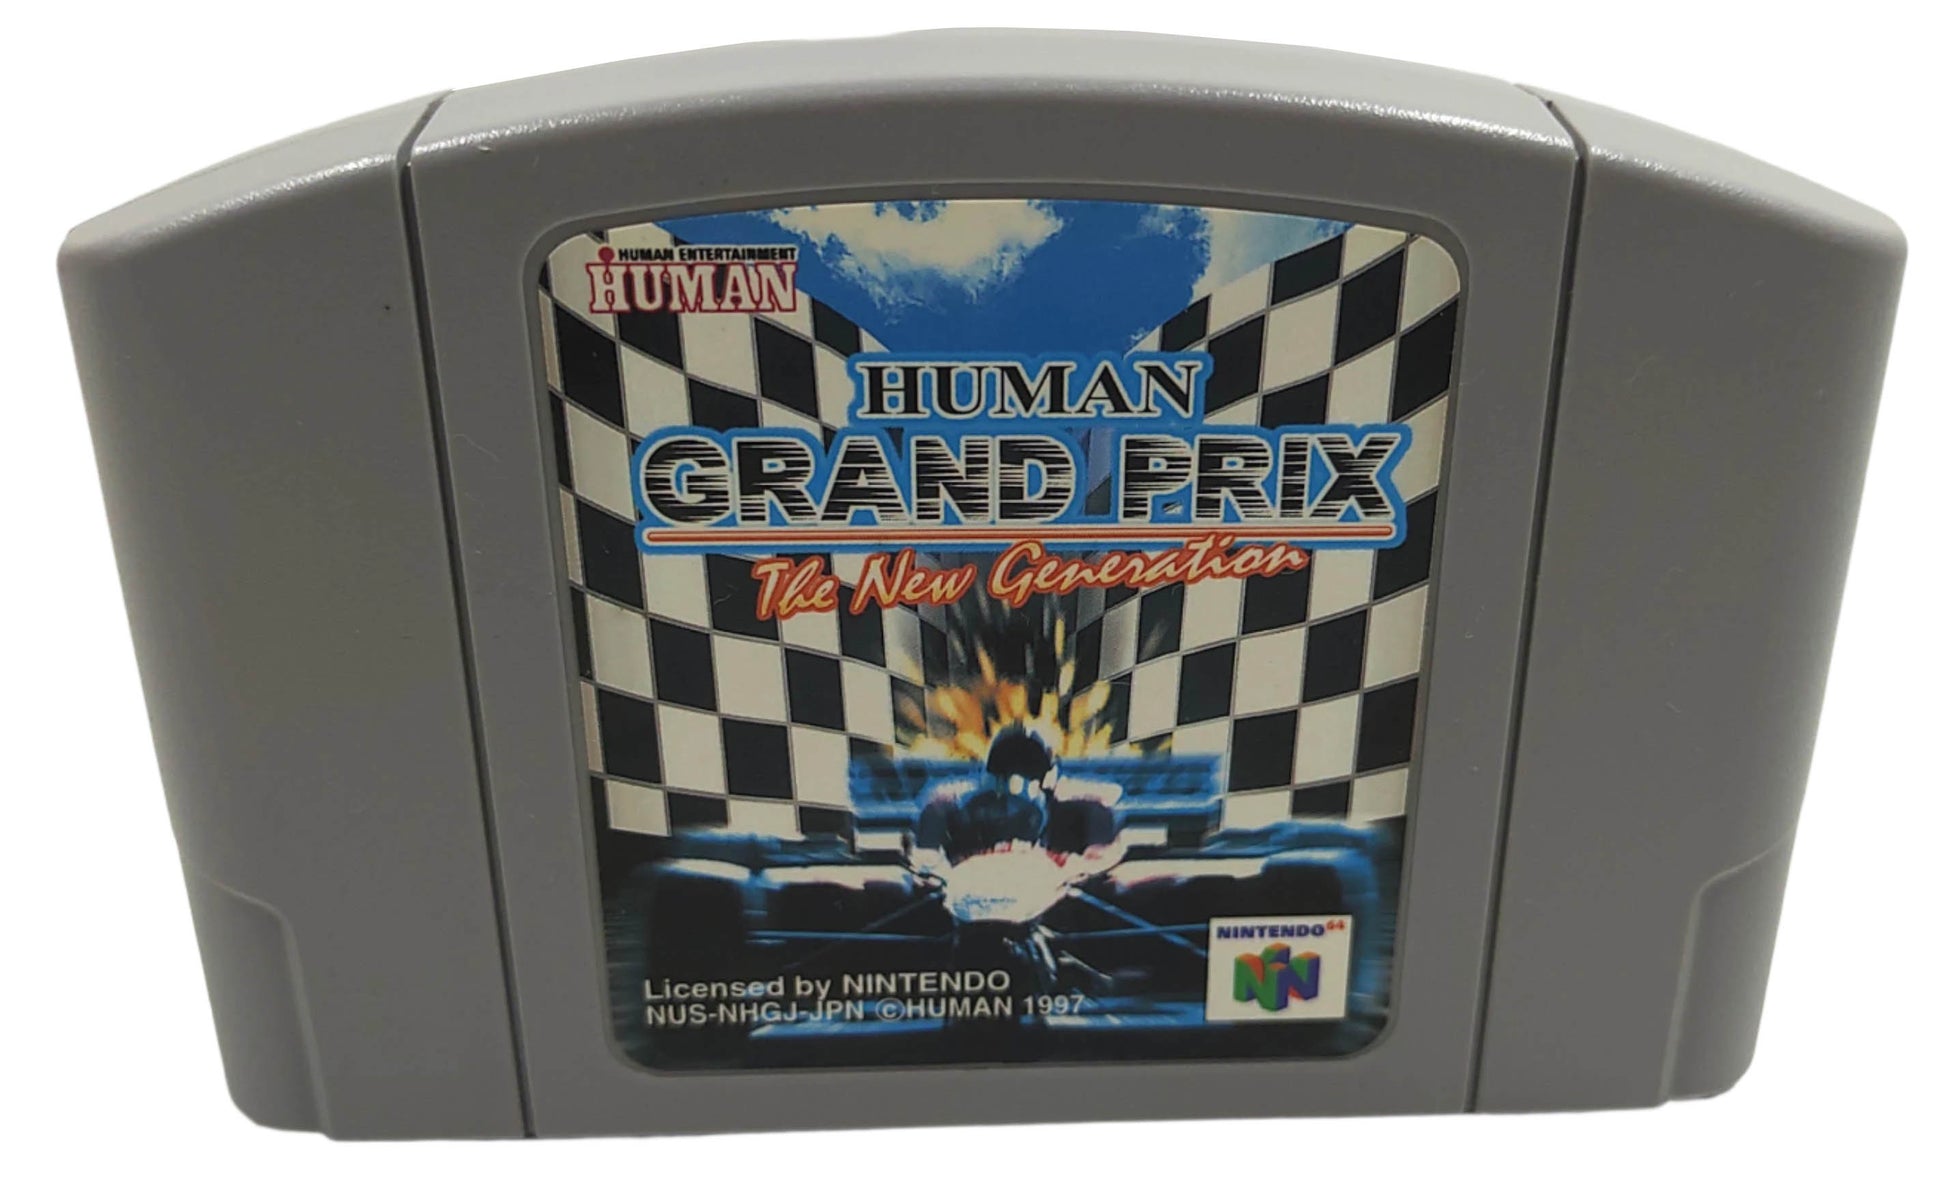 HUMAN ENTERTAINMENT
HUMAN
HUMAN
GRAND PRIX
The New Generation
NINTENDO64
Licensed by NINTENDO
NUS-NHGJ-JPN ©HUMAN 1997